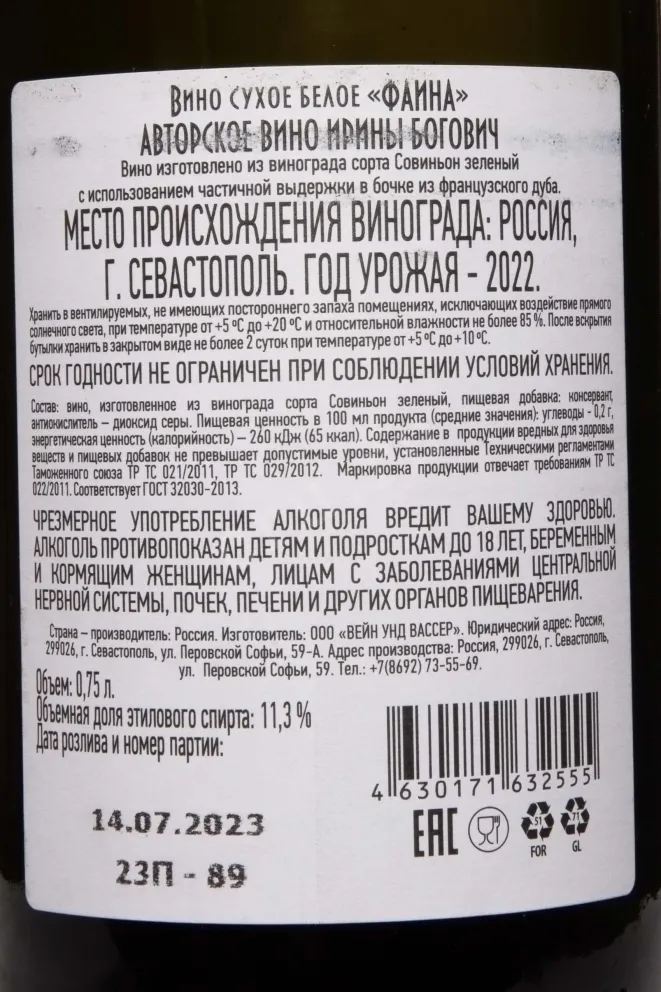 Вино сухое белое «ФАИНА»
АВТОРСКОЕ ВИНО ИРИНЫ БОГОВИЧ
Вино изготовлено из винограда сорта Совиньон зеленый
с использованием частичной выдержки в бочке из французского дуба.
МЕСТО ПРОИСХОЖДЕНИЯ ВИНОГРАДА: РОССИЯ,
Г. СЕВАСТОПОЛЬ. ГОД УРОЖАЯ - 2022.
Хранить в вентилируемых, не имеющих постороннего запаха помещениях, исключающих воздействие прямого
солнечного света, при температуре от +5 ºС до +20 ºС и относительной влажности не более 85 %. После вскрытия
бутылки хранить в закрытом виде не более 2 суток при температуре от +5 ºС до +10 ºС.
СРОК ГОДНОСТИ НЕ ОГРАНИЧЕН ПРИ СОБЛЮДЕНИИ УСЛОВИЙ ХРАНЕНИЯ.
Состав: вино, изготовленное из винограда сорта Совиньон зеленый, пищевая добавка: консервант,
антиокислитель – диоксид серы. Пищевая ценность в 100 мл продукта (средние значения): углеводы - 0,2 г,
энергетическая ценность (калорийность) – 260 кДж (65 ккал). Содержание в продукции вредных для здоровья
веществ и пищевых добавок не превышает допустимые уровни, установленные Техническими регламентами
Таможенного союза ТР ТС 021/2011, ТР ТС 029/2012. Маркировка продукции отвечает требованиям ТР ТС
022/2011. Соответствует ГОСТ 32030-2013.
ЧРЕЗМЕРНОЕ УПОТРЕБЛЕНИЕ АЛКОГОЛЯ ВРЕДИТ ВАШЕМУ ЗДОРОВЬЮ.
АЛКОГОЛЬ ПРОТИВОПОКАЗАН ДЕТЯМ И ПОДРОСТКАМ ДО 18 ЛЕТ, БЕРЕМЕННЫМ
И КОРМЯЩИМ ЖЕНЩИНАМ, ЛИЦАМ С ЗАБОЛЕВАНИЯМИ ЦЕНТРАЛЬНОЙ
НЕРВНОЙ СИСТЕМЫ, ПОЧЕК, ПЕЧЕНИ И ДРУГИХ ОРГАНОВ ПИЩЕВАРЕНИЯ.
Страна – производитель: Россия. Изготовитель: ООО «ВЕЙН УНД ВАССЕР». Юридический адрес: Россия,
299026, г. Севастополь, ул. Перовской Софьи, 59-А. Адрес производства: Россия, 299026, г. Севастополь,
ул. Перовской Софьи, 59. Тел.: +7(8692) 73-55-69.
Объем: 0,75 л.
Объемная доля этилового спирта: 11,3 %
Дата розлива и номер партии:
14.07.2023
23П - 89
4 630171 632555
EAC
51
FOR
71
GL